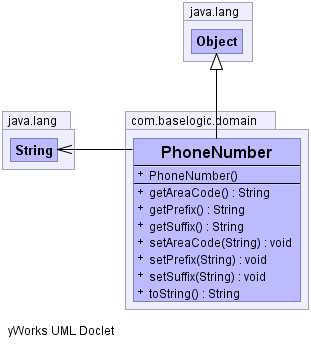 java.lang
Object
java.lang
String
com.baselogic.domain
PhoneNumber
+ PhoneNumber()
+ getAreaCode() : String
+ getPrefix() : String
+ getSuffix() : String
+ setAreaCode(String) : void
+ setPrefix(String) : void
+ setSuffix(String) : void
+ toString() : String
yWorks UML Doclet